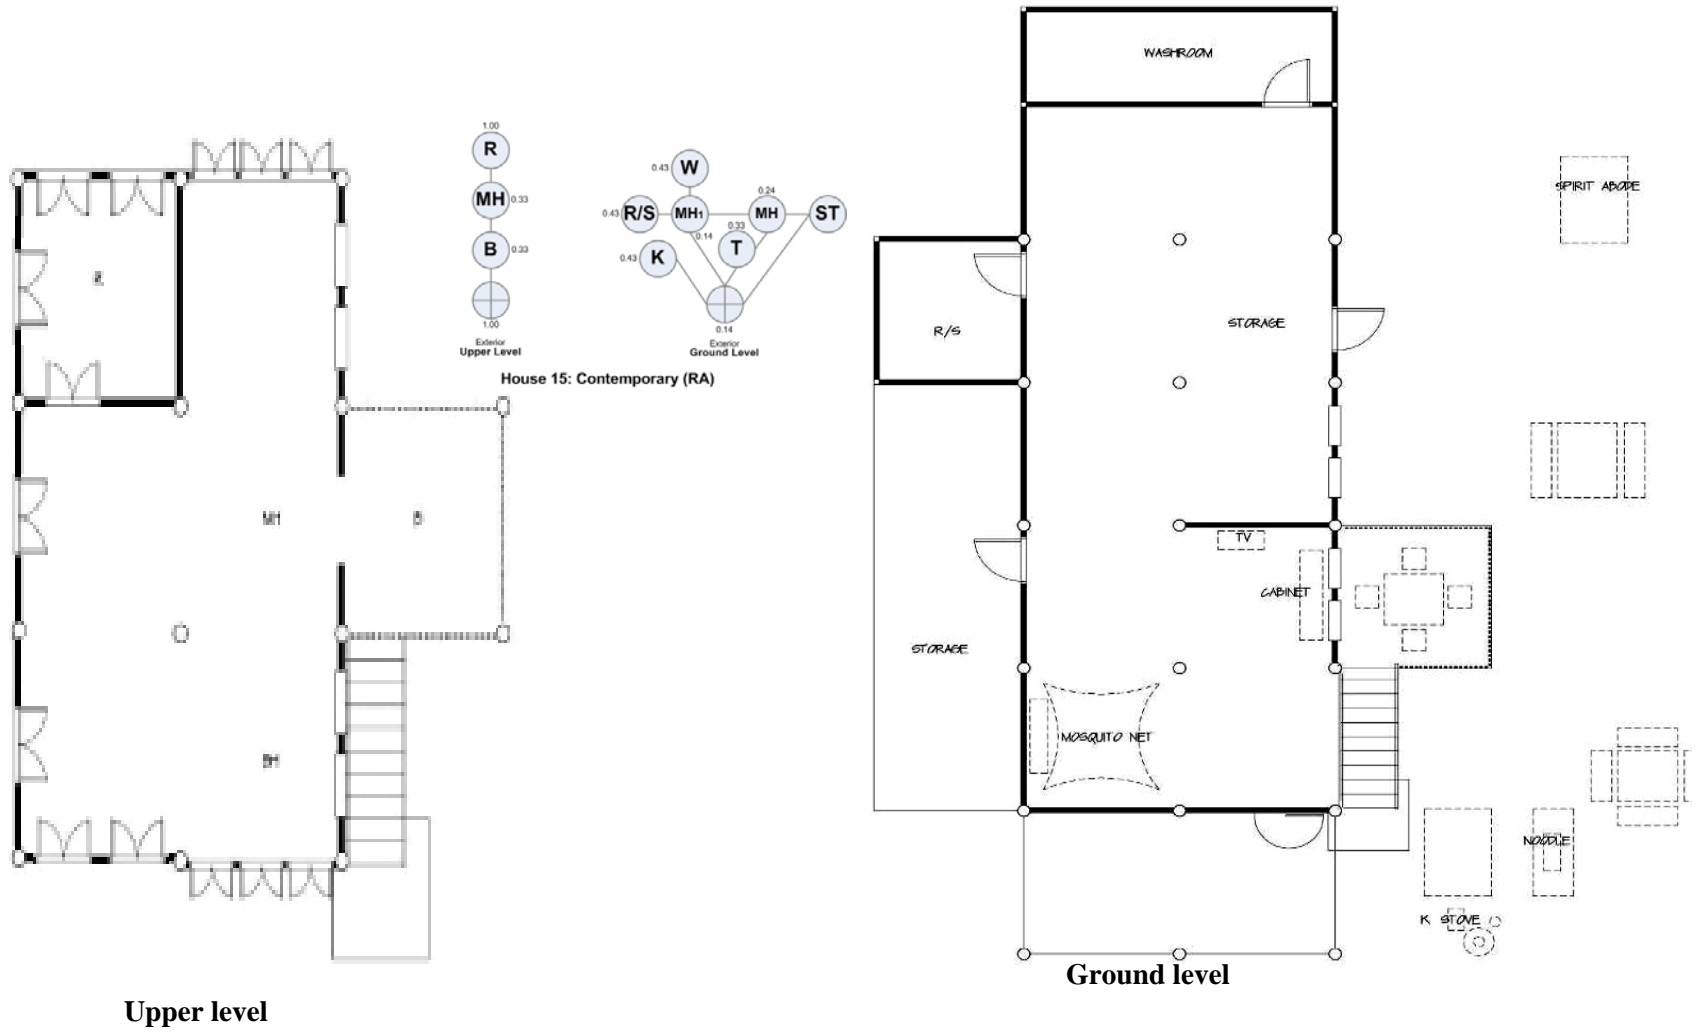 WASHROOM
SPIRIT ABODE
R/S
STORAGE
TV
CABINET
STORAGE
MOSQUITO NET
NOODLE
K STOVE
Ground level
1.00
R
MH 0.33
B 0.33
1.00
Exterior
Upper Level
0.43 W
0.24
0.43 R/S MH1 MH ST
0.14
0.33
0.43 K T
0.14
Exterior
Ground Level
House 15: Contemporary (RA)
MH
B
Upper level